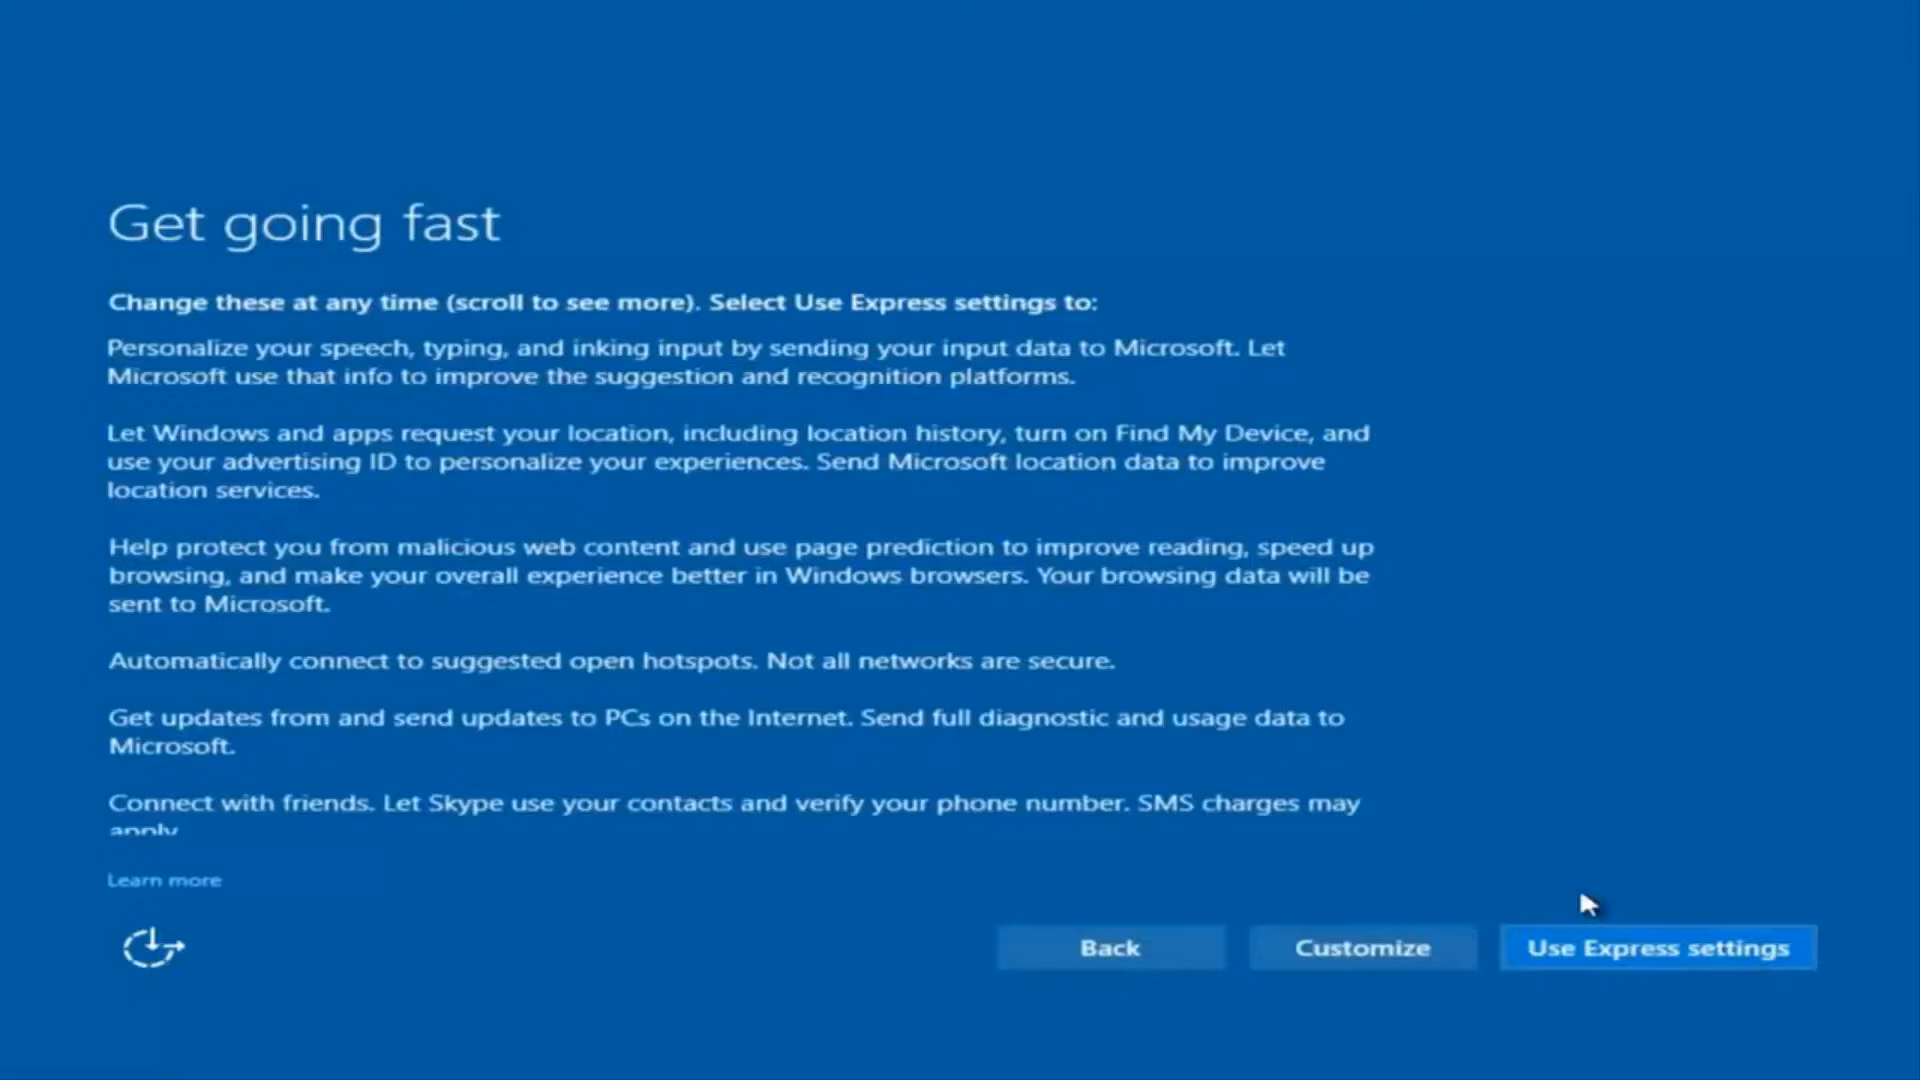 Get going fast
Change these at any time (scroll to see more). Select Use Express settings to:
Personalize your speech, typing, and inking input by sending your input data to Microsoft. Let
Microsoft use that info to improve the suggestion and recognition platforms.
Let Windows and apps request your location, including location history, turn on Find My Device, and
use your advertising ID to personalize your experiences. Send Microsoft location data to improve
location services.
Help protect you from malicious web content and use page prediction to improve reading, speed up
browsing, and make your overall experience better in Windows browsers. Your browsing data will be
sent to Microsoft.
Automatically connect to suggested open hotspots. Not all networks are secure.
Get updates from and send updates to PCs on the Internet. Send full diagnostic and usage data to
Microsoft.
Connect with friends. Let Skype use your contacts and verify your phone number. SMS charges may
apply
Learn more
Back
Customize
Use Express settings